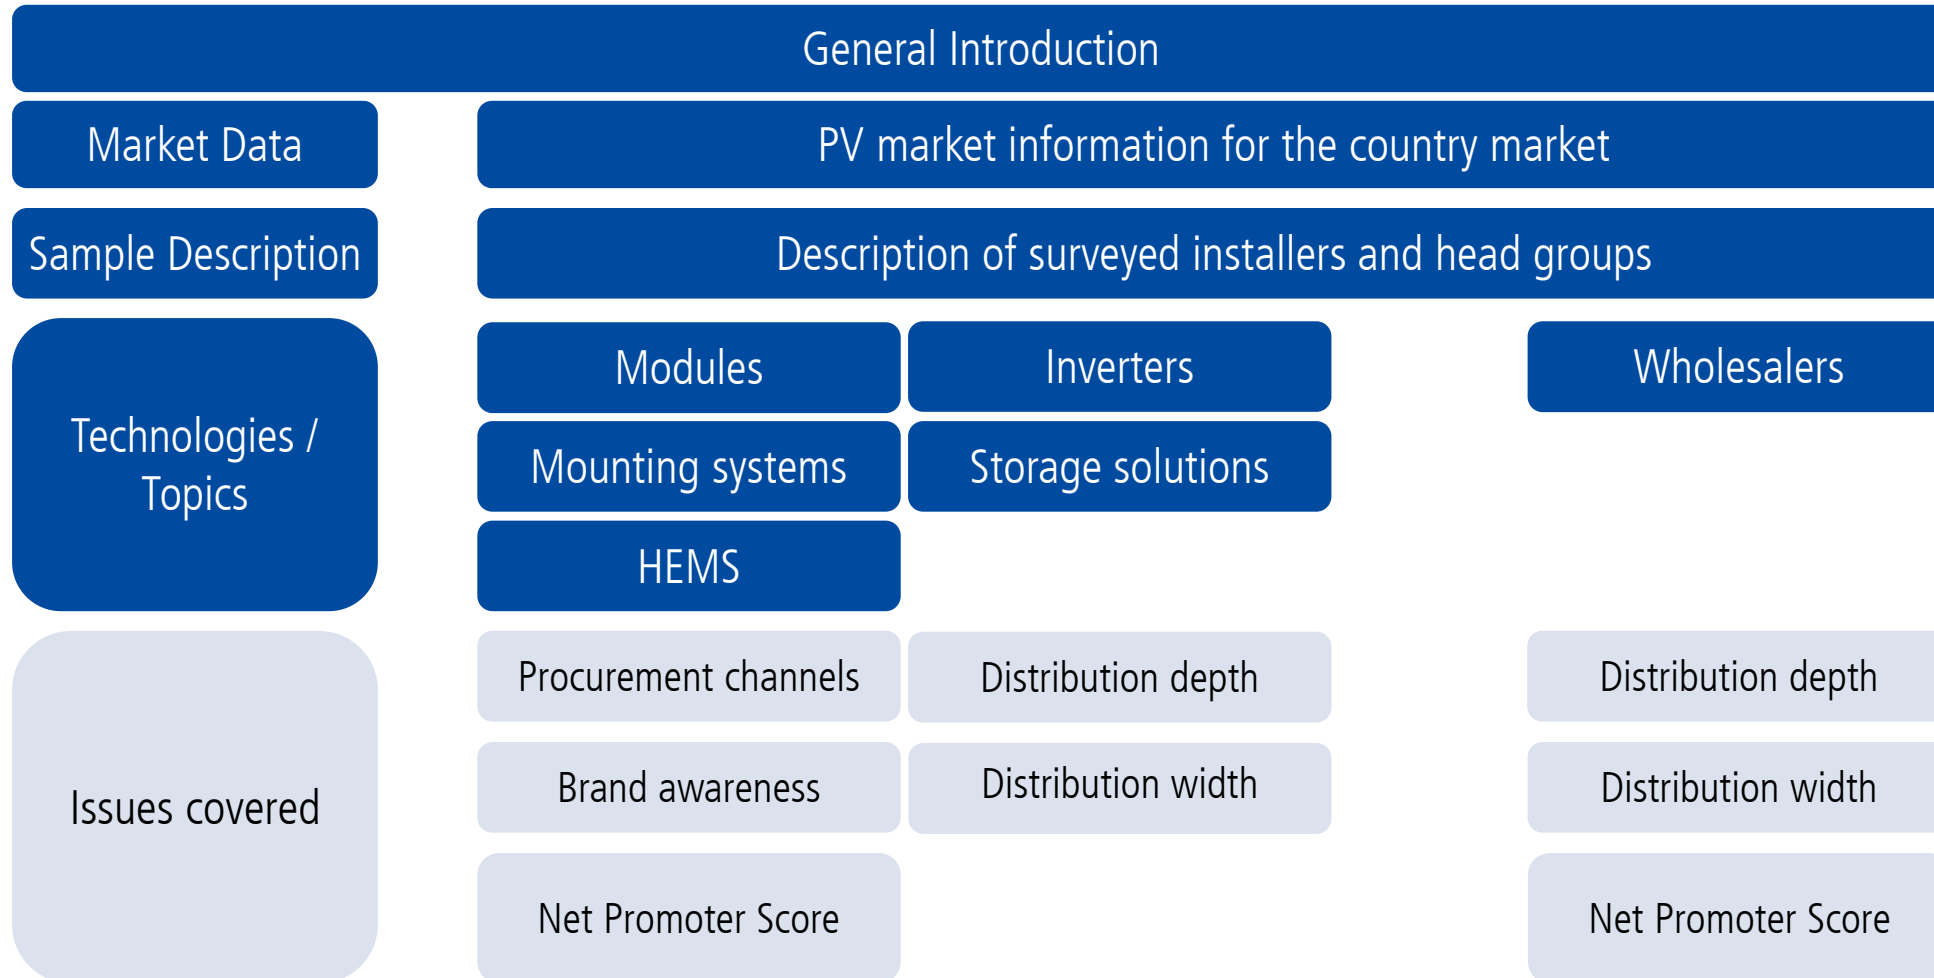 General Introduction
Market Data
PV market information for the country market
Sample Description
Description of surveyed installers and head groups
Technologies /
Topics
Modules
Inverters
Wholesalers
Mounting systems
Storage solutions
HEMS
Issues covered
Procurement channels
Distribution depth
Distribution depth
Brand awareness
Distribution width
Distribution width
Net Promoter Score
Net Promoter Score